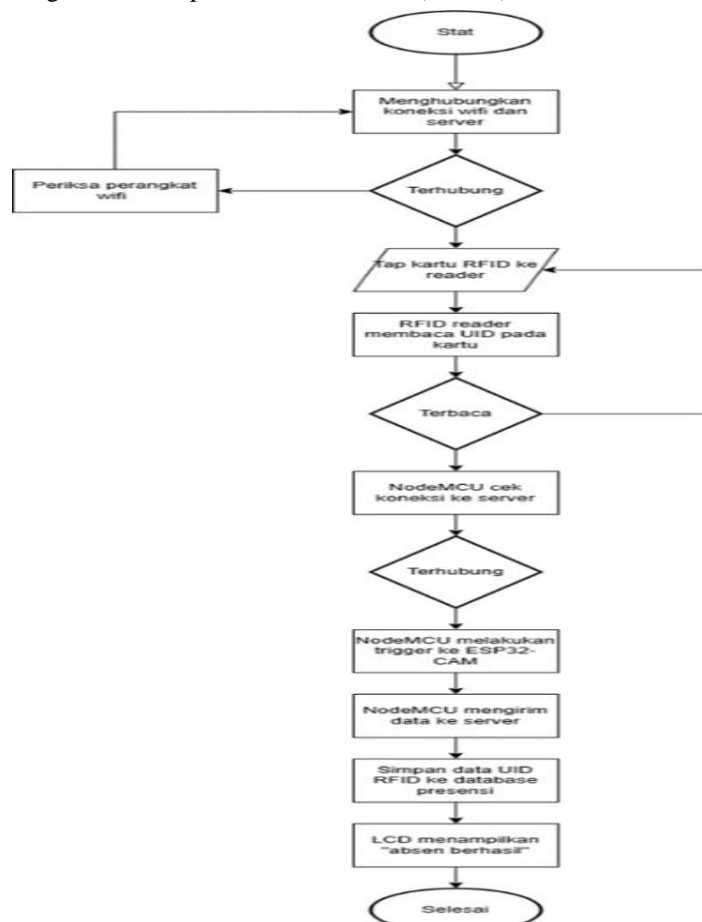 Stat
Menghubungkan
koneksi wifi dan
server
Periksa perangkat
wifi
Terhubung
Tap kartu RFID ke
reader
RFID reader
membaca UID pada
kartu
Terbaca
NodeMCU cek
koneksi ke server
Terhubung
NodeMCU melakukan
trigger ke ESP32-
CAM
NodeMCU mengirim
data ke server
Simpan data UID
RFID ke database
presensi
LCD menampilkan
"absen berhasil"
Selesai